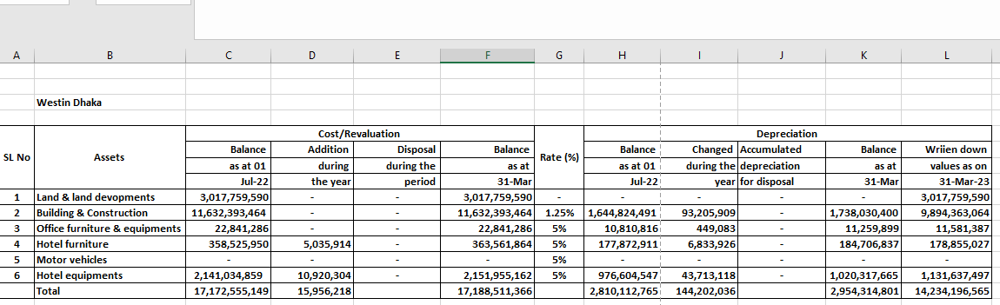 A B C D E F G H I J K L
Westin Dhaka
Cost/Revaluation Depreciation
SL No Assets Balance Addition Disposal Balance Rate (%) Balance Changed Accumulated Balance Wriien down
as at 01 during during the as at as at 01 during the depreciation as at values as on
Jul-22 the year period 31-Mar Jul-22 year for disposal 31-Mar 31-Mar-23
1 Land & land devopments 3,017,759,590 - - 3,017,759,590 - - - - - 3,017,759,590
2 Building & Construction 11,632,393,464 - - 11,632,393,464 1.25% 1,644,824,491 93,205,909 - 1,738,030,400 9,894,363,064
3 Office furniture & equipments 22,841,286 - - 22,841,286 5% 10,810,816 449,083 - 11,259,899 11,581,387
4 Hotel furniture 358,525,950 5,035,914 - 363,561,864 5% 177,872,911 6,833,926 - 184,706,837 178,855,027
5 Motor vehicles - - - - 5% - - - - -
6 Hotel equipments 2,141,034,859 10,920,304 - 2,151,955,162 5% 976,604,547 43,713,118 - 1,020,317,665 1,131,637,497
Total 17,172,555,149 15,956,218 17,188,511,366 2,810,112,765 144,202,036 2,954,314,801 14,234,196,565